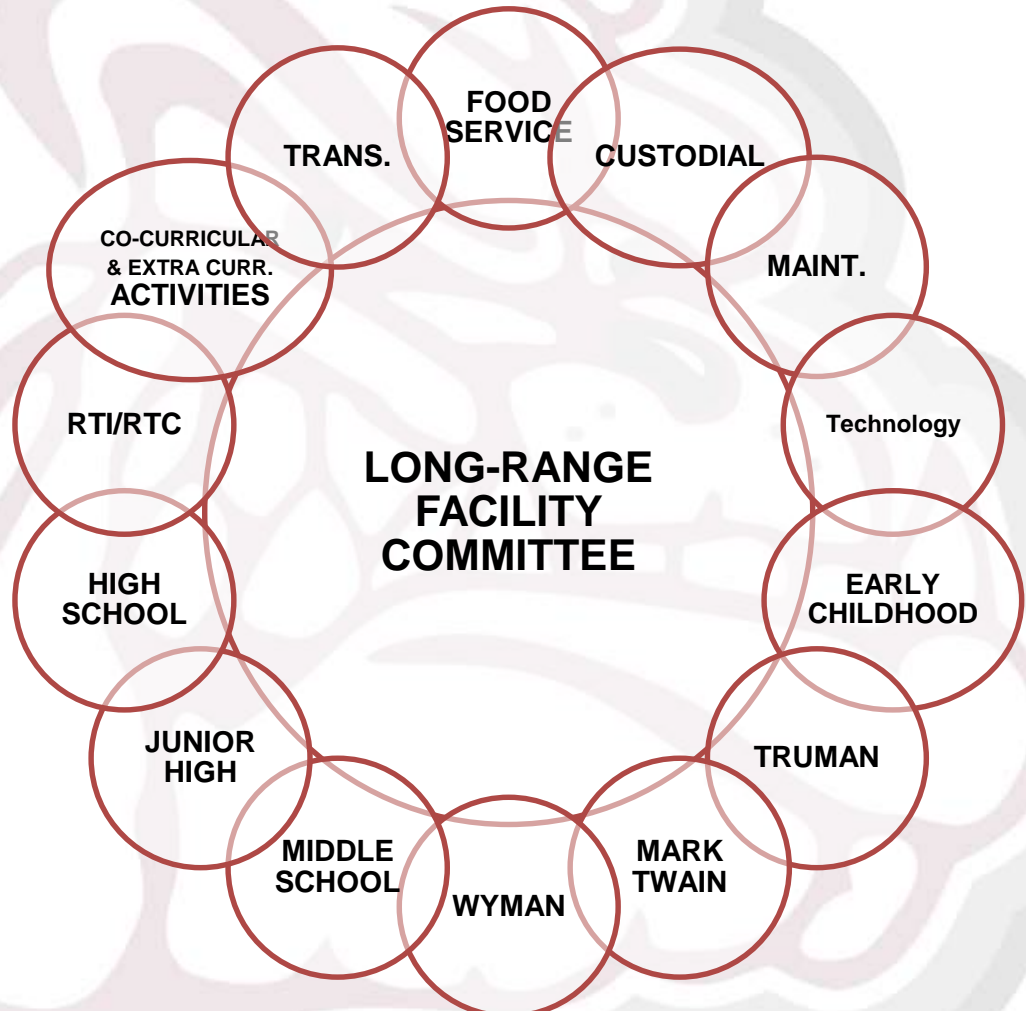 FOOD
SERVICE
CUSTODIAL
MAINT.
Technology
EARLY
CHILDHOOD
TRUMAN
MARK
TWAIN
WYMAN
MIDDLE
SCHOOL
JUNIOR
HIGH
HIGH
SCHOOL
RTI/RTC
CO-CURRICULAR
& EXTRA CURR.
ACTIVITIES
TRANS.
LONG-RANGE
FACILITY
COMMITTEE